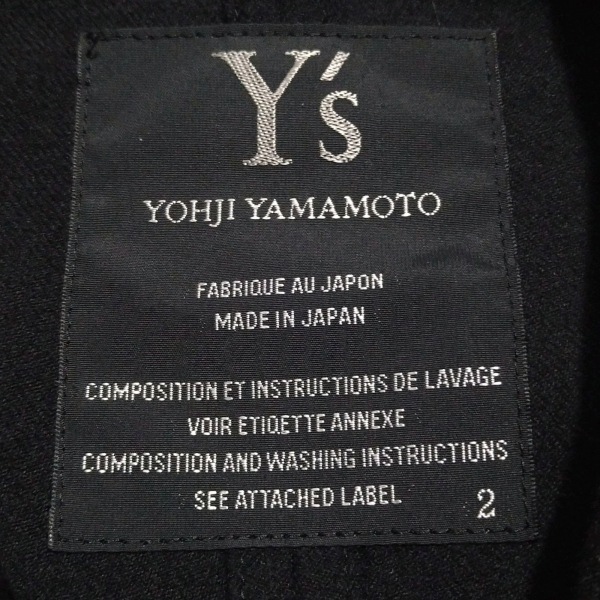 Y's
YOHJI YAMAMOTO
FABRIQUE AU JAPON
MADE IN JAPAN
COMPOSITION ET INSTRUCTIONS DE LAVAGE
VOIR ETIQETTE ANNEXE
COMPOSITION AND WASHING INSTRUCTIONS
SEE ATTACHED LABEL 2